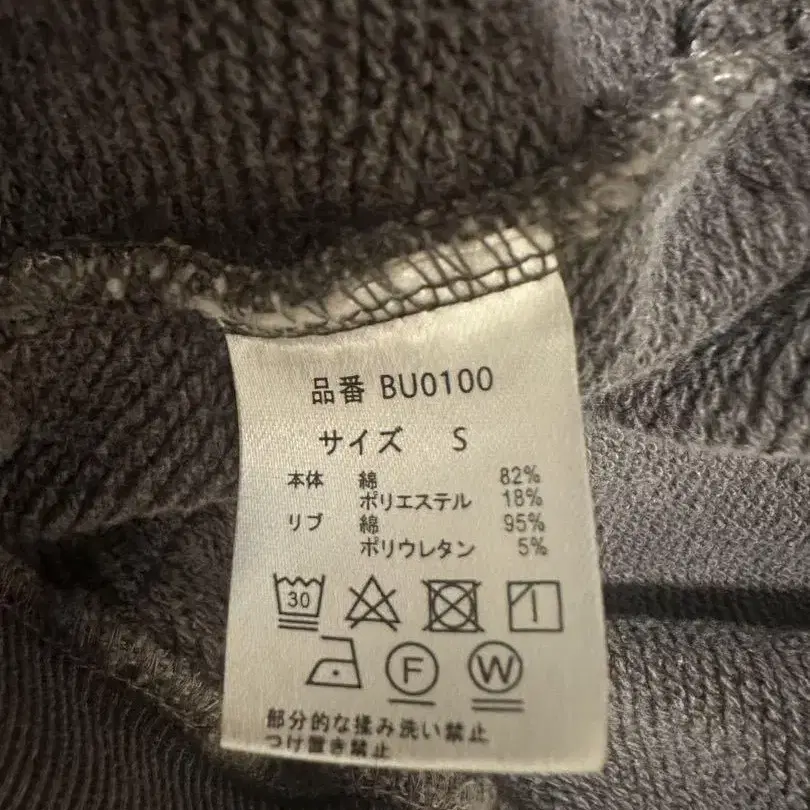 品番 BU0100
サイズ S
本体 綿 82%
ポリエステル 18%
リブ 綿 95%
ポリウレタン 5%
30
F W
部分的な揉み洗い禁止
つけ置き禁止